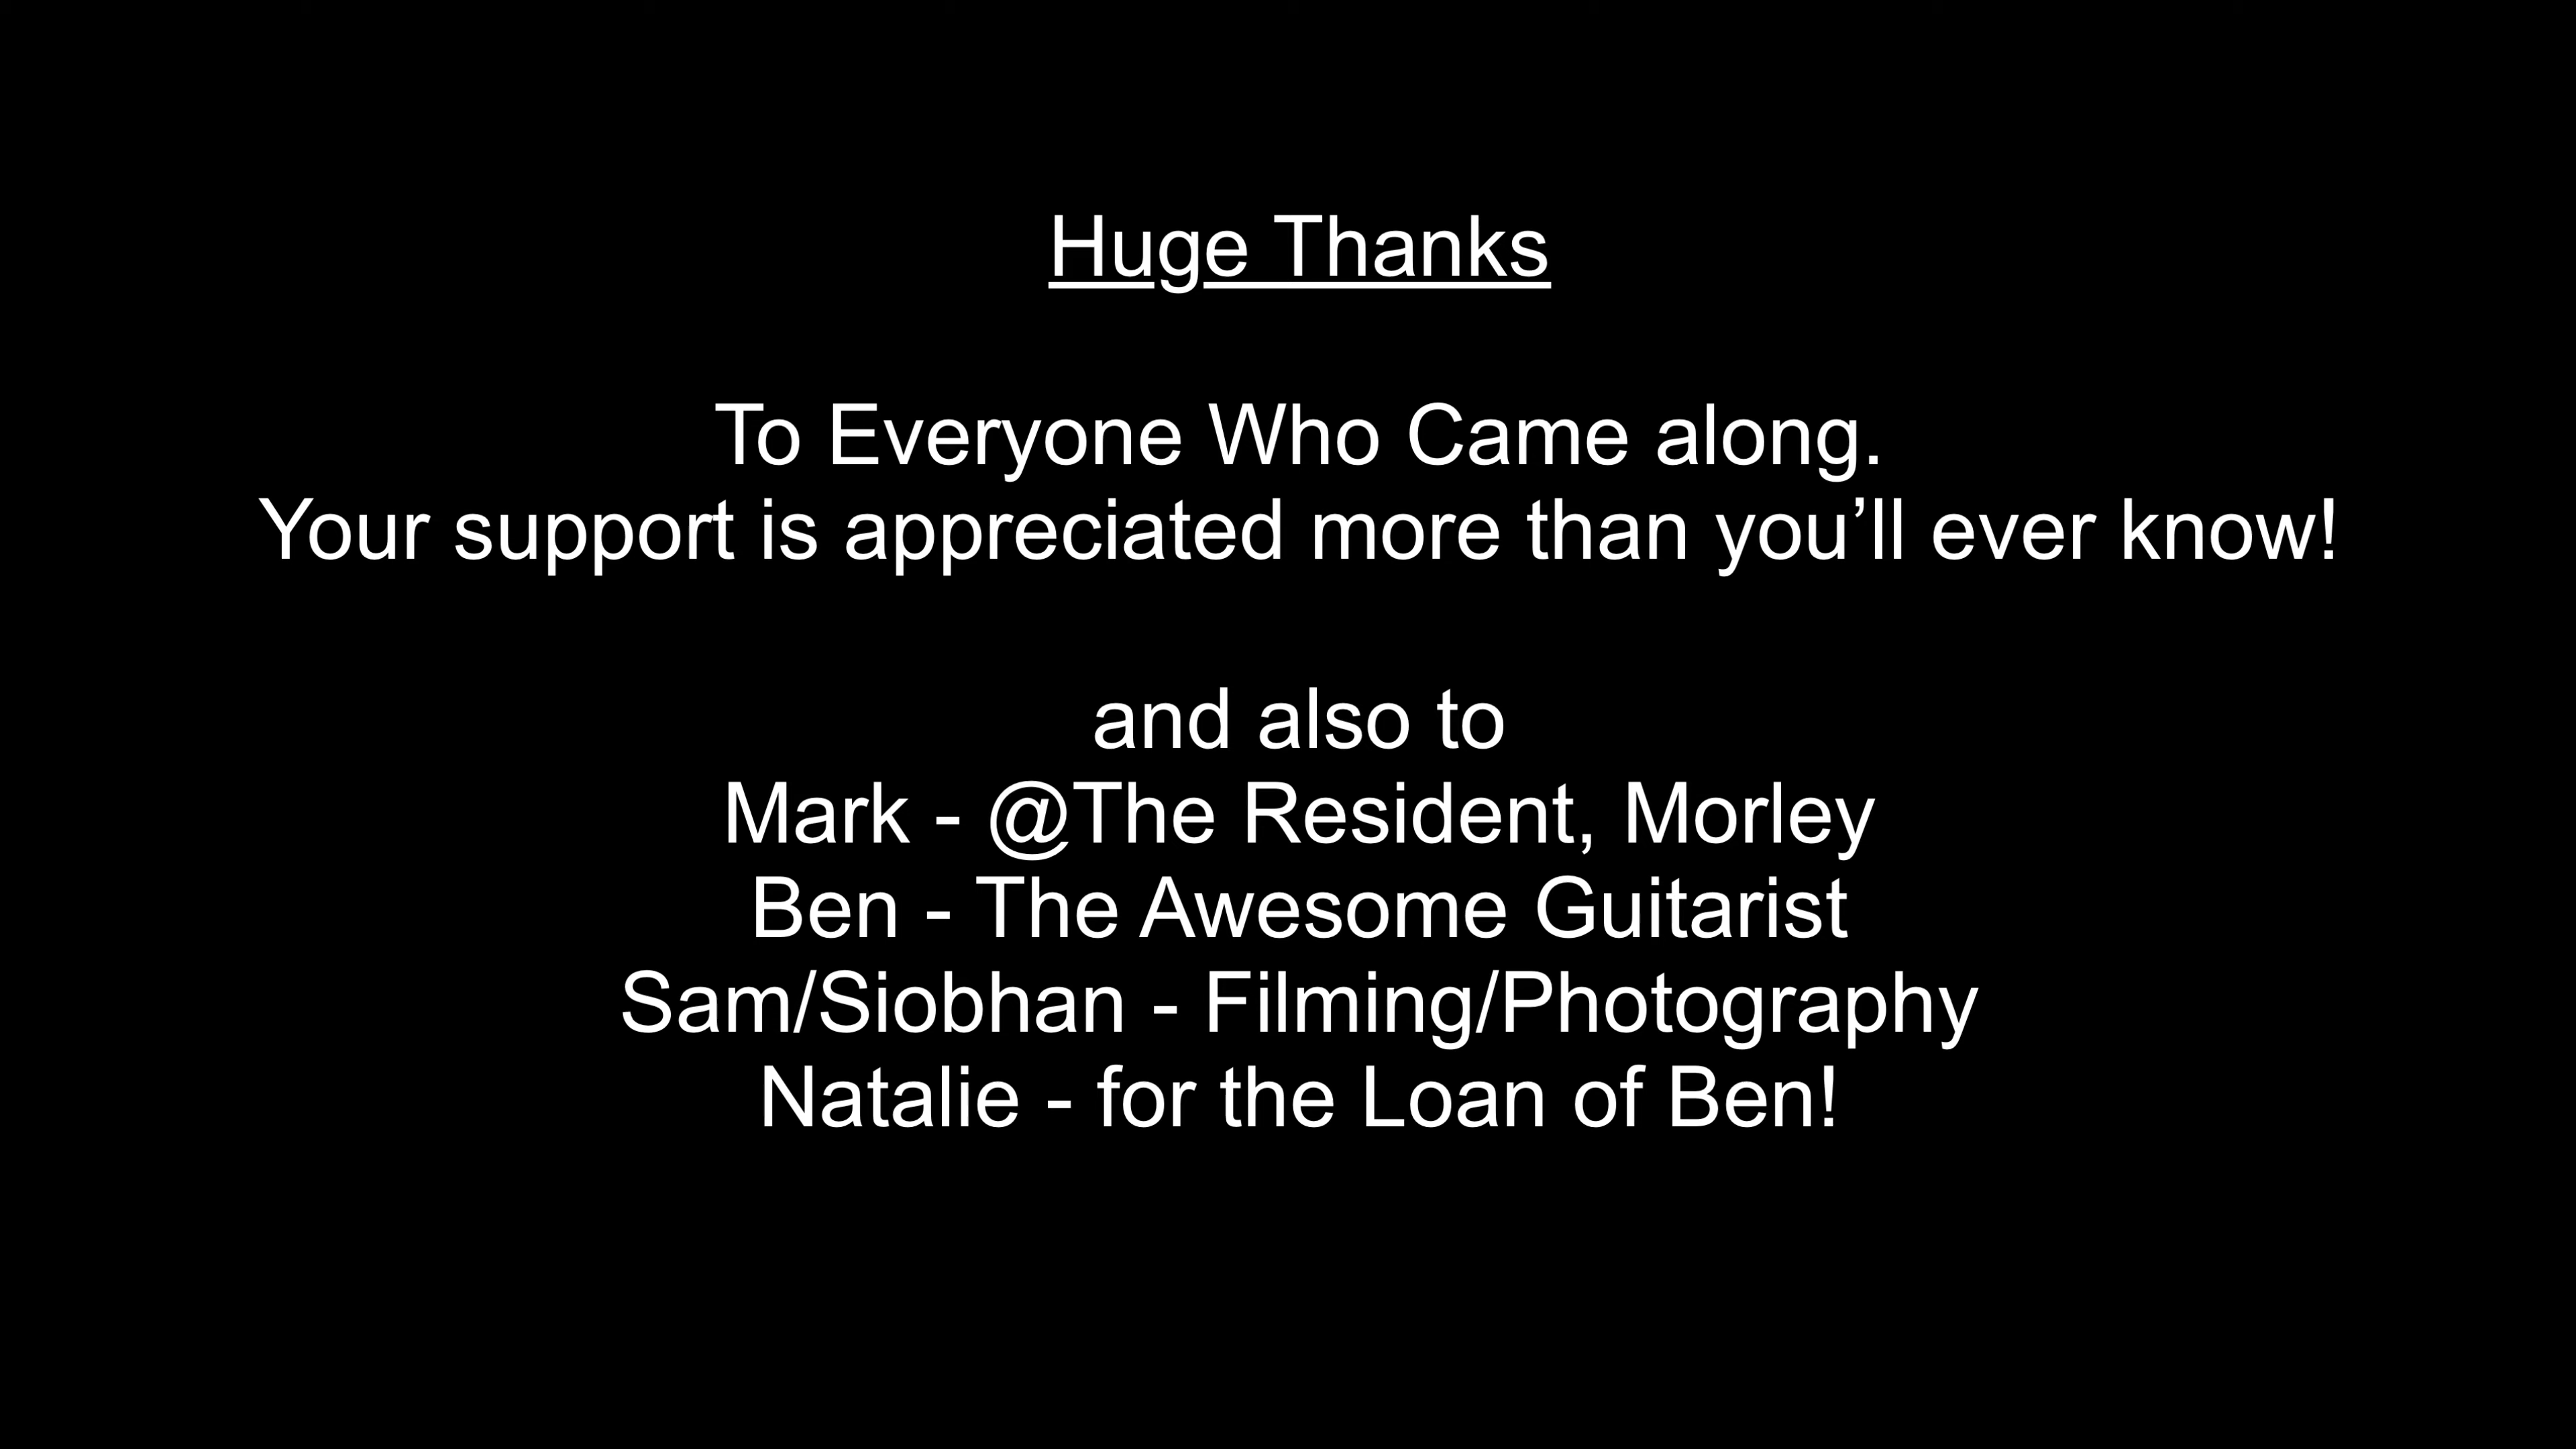 Huge Thanks
To Everyone Who Came along.
Your support is appreciated more than you’ll ever know!
and also to
Mark - @The Resident, Morley
Ben - The Awesome Guitarist
Sam/Siobhan - Filming/Photography
Natalie - for the Loan of Ben!